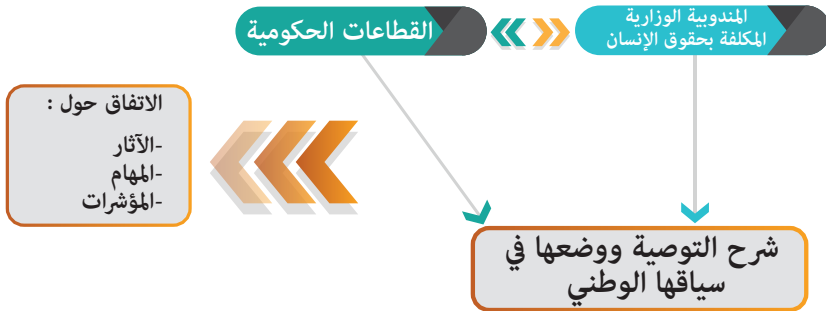 المندوبية الوزارية
المكلفة بحقوق الإنسان
القطاعات الحكومية
شرح التوصية ووضعها في
سياقها الوطني
الاتفاق حول :
-الآثار
-المهام
-المؤشرات